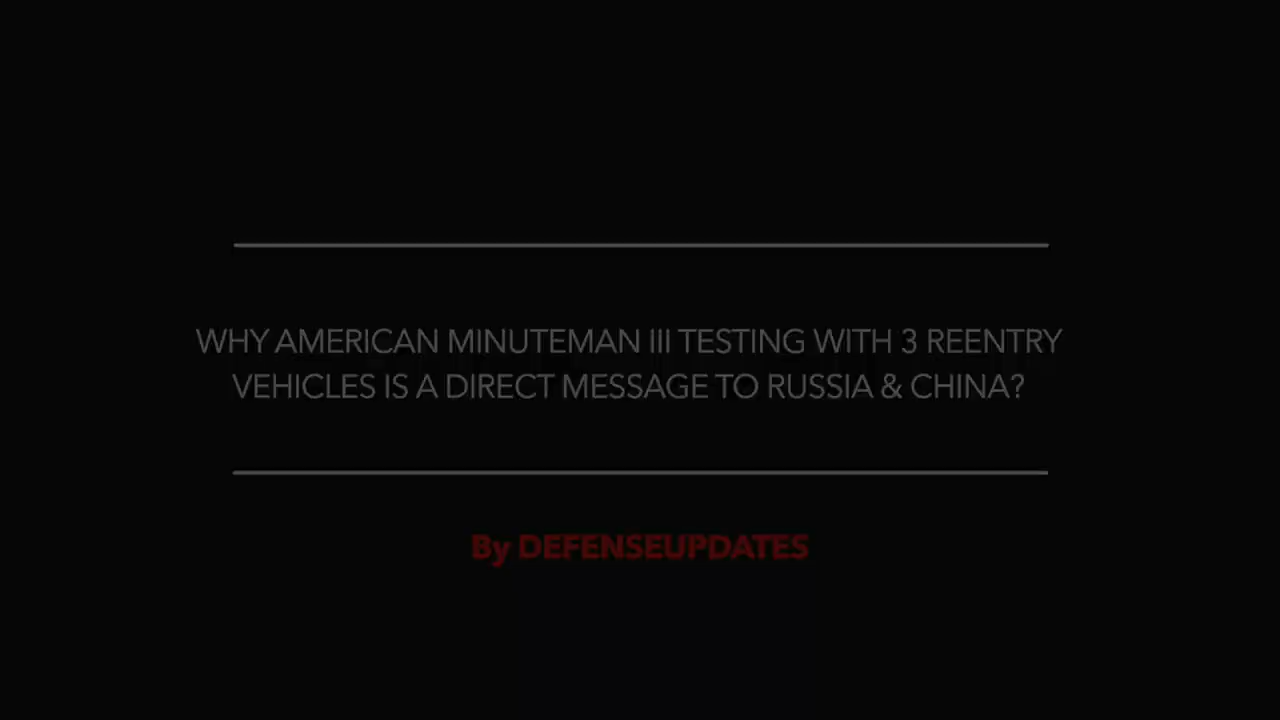 WHY AMERICAN MINUTEMAN III TESTING WITH 3 REENTRY
VEHICLES IS A DIRECT MESSAGE TO RUSSIA & CHINA?
By DEFENSEUPDATES